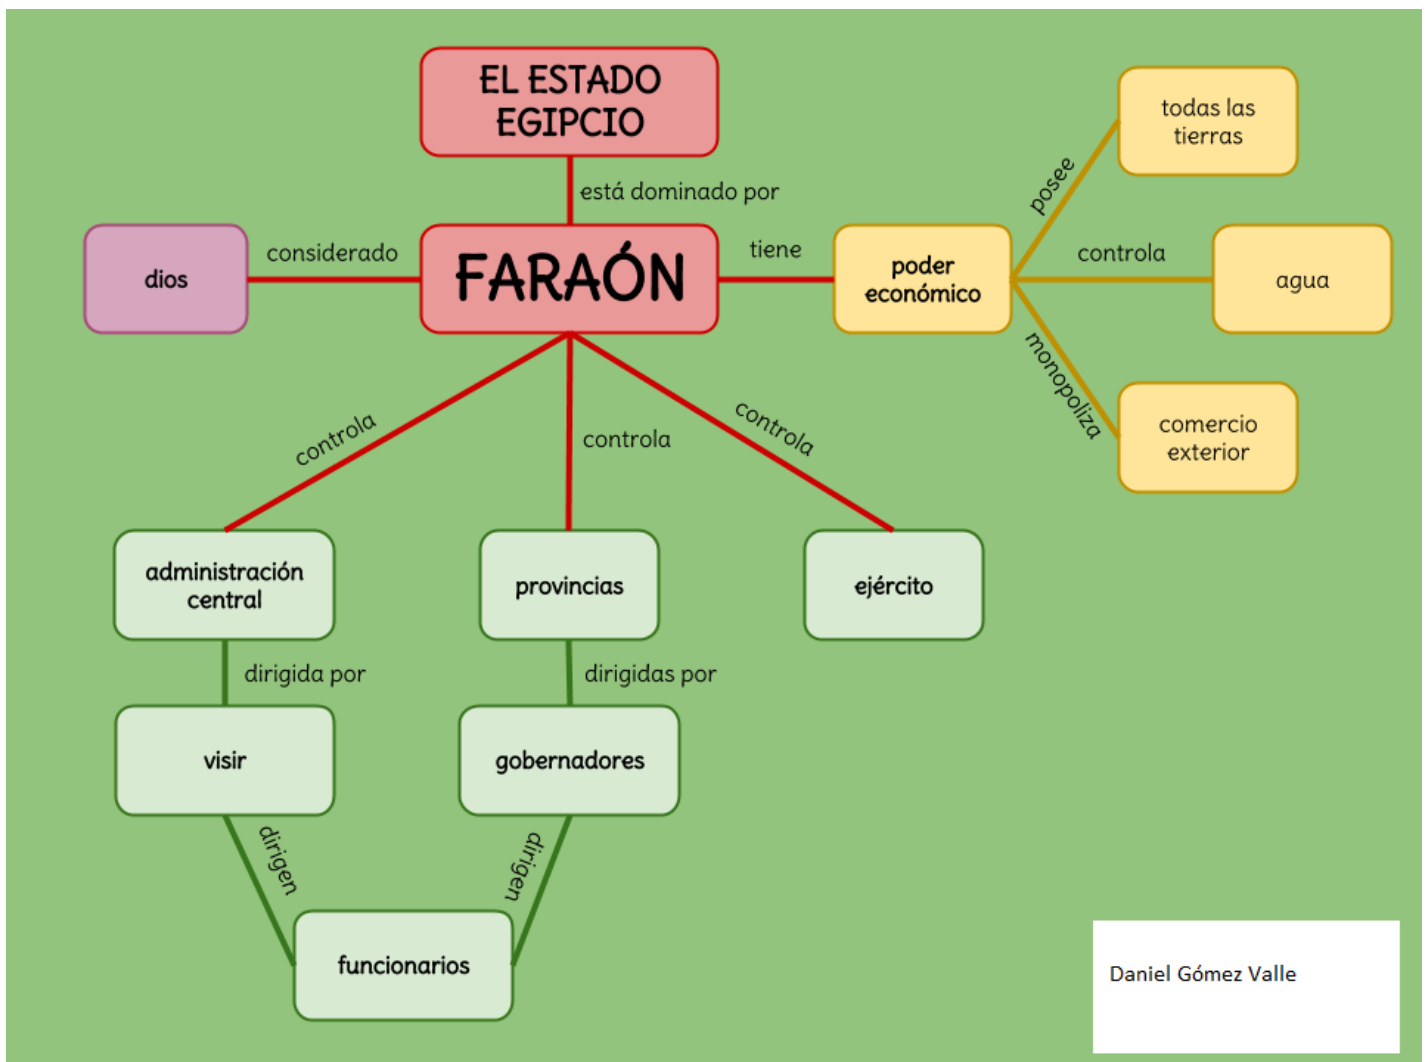 EL ESTADO
EGIPCIO
está dominado por
dios
considerado
FARAÓN
tiene
poder
económico
posee
todas las
tierras
controla
agua
monopoliza
comercio
exterior
controla
controla
controla
administración
central
provincias
ejército
dirigida por
dirigidas por
visir
gobernadores
dirigen
dirigen
funcionarios
Daniel Gómez Valle